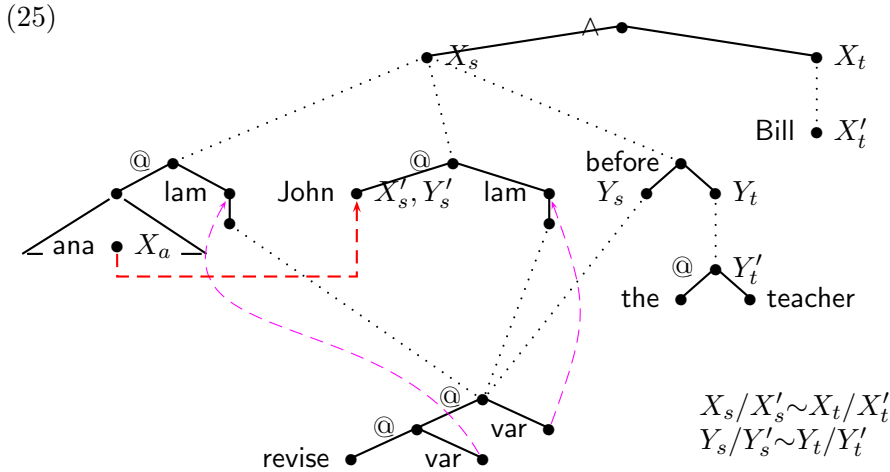 (25)
∧ X_s X_t
Bill X′_t
@ @ before
lam John X′_s, Y′_s lam Y_s Y_t
ana X_a
@ Y′_t
the teacher
@
@ var
revise var
X_s/X′_s∼X_t/X′_t
Y_s/Y′_s∼Y_t/Y′_t